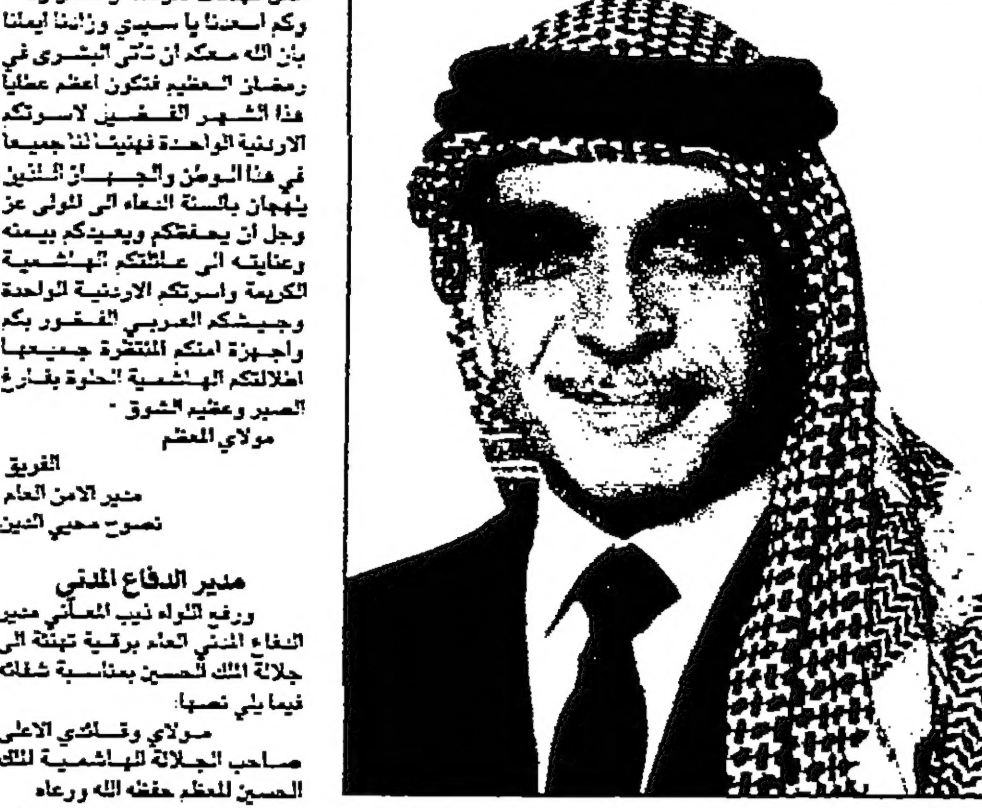 وكم أسعدنا يا سيدي وزادنا ايمانا
بأن الله معكم ان تأتي البشرى في
رمضان العظيم فتكون اعظم عطايا
هذا الشهر الفضيل لاسرتكم
الاردنية الواحدة فهنيئا لنا جميعا
في هذا الوطن والجهاز اللذين
يلهجان بألسنة الدعاء الى المولى عز
وجل ان يحفظكم ويعيدكم بيمنه
وعنايته الى عائلتكم الهاشمية
الكريمة واسرتكم الاردنية الواحدة
وجيشكم العربي الفخور بكم
وأجهزة امنكم المنتظرة جميعها
اطلالتكم الهاشمية الحلوة بفارغ
الصبر وعظيم الشوق -
مولاي المعظم
الفريق
مدير الامن العام
نصوح محيي الدين
مدير الدفاع المدني
ورفع اللواء ذيب المعاني مدير
الدفاع المدني العام برقية تهنئة الى
جلالة الملك الحسين بمناسبة شفائه
فيما يلي نصها:
مولاي وقائدي الاعلى
صاحب الجلالة الهاشمية الملك
الحسين المعظم حفظه الله ورعاه